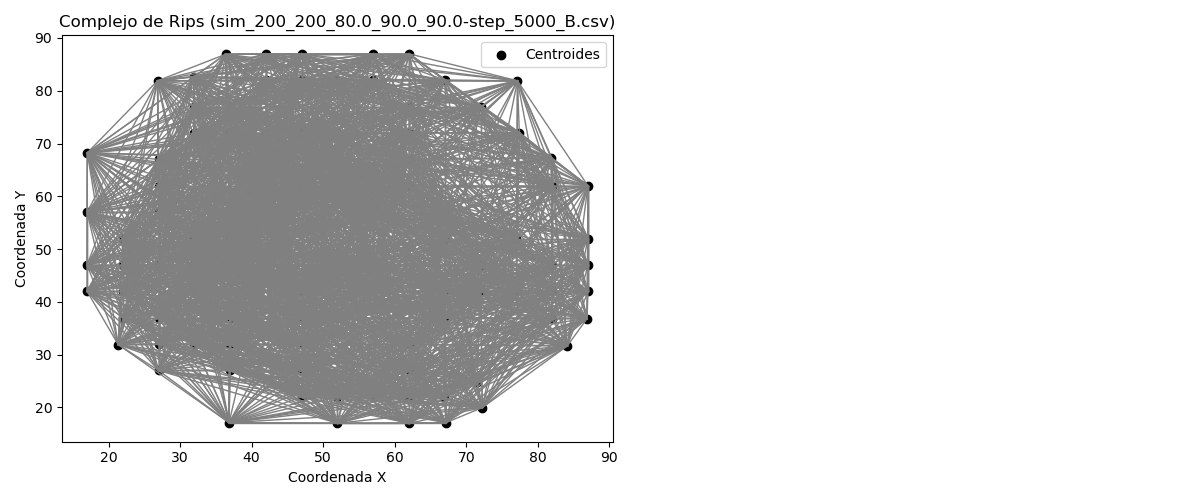 Complejo de Rips (sim_200_200_80.0_90.0_90.0-step_5000_B.csv)
Centroides
90
80
70
60
50
40
30
20
Coordenada Y
20 30 40 50 60 70 80 90
Coordenada X